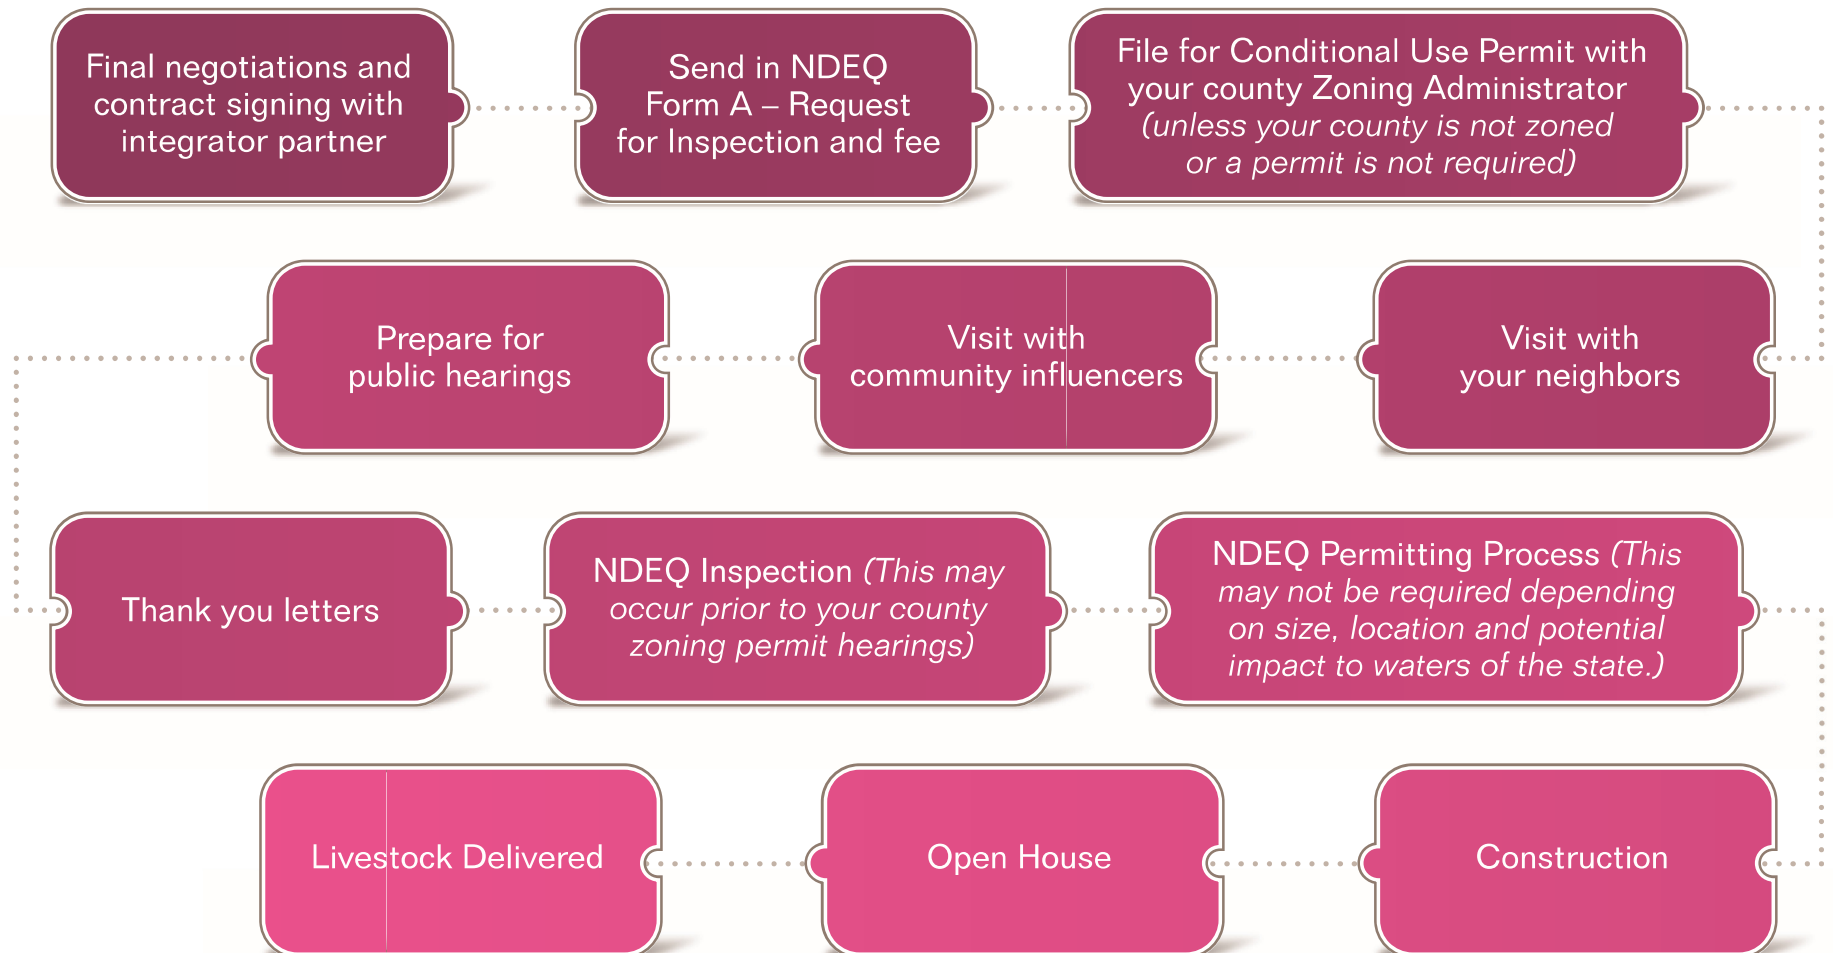 Final negotiations and
contract signing with
integrator partner
Send in NDEQ
Form A – Request
for Inspection and fee
File for Conditional Use Permit with
your county Zoning Administrator
(unless your county is not zoned
or a permit is not required)
Visit with
your neighbors
Visit with
community influencers
Prepare for
public hearings
Thank you letters
NDEQ Inspection (This may
occur prior to your county
zoning permit hearings)
NDEQ Permitting Process (This
may not be required depending
on size, location and potential
impact to waters of the state.)
Construction
Open House
Livestock Delivered